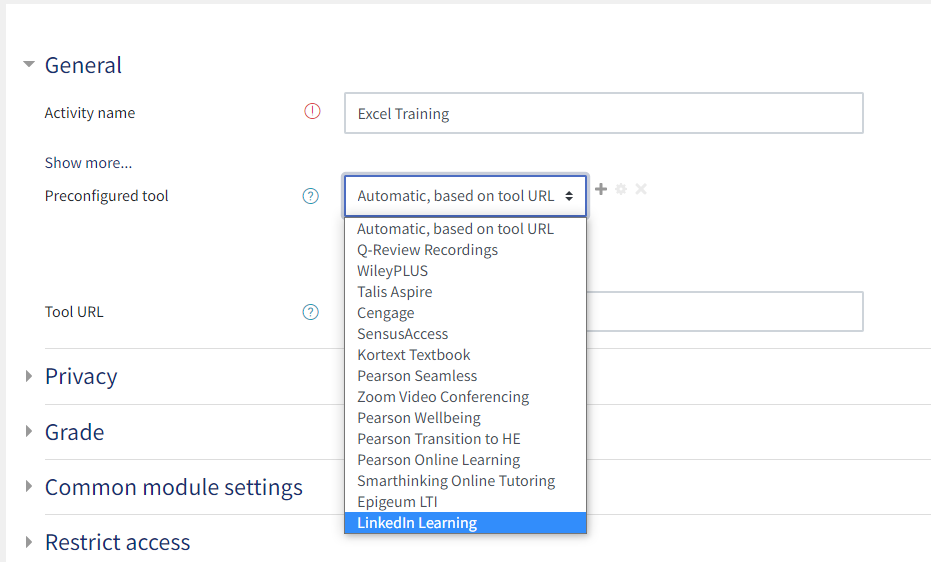 General
Activity name
Excel Training
Show more...
Preconfigured tool
Automatic, based on tool URL
Automatic, based on tool URL
Q-Review Recordings
WileyPLUS
Talis Aspire
Cengage
SensusAccess
Kortext Textbook
Pearson Seamless
Zoom Video Conferencing
Pearson Wellbeing
Pearson Transition to HE
Pearson Online Learning
Smarthinking Online Tutoring
Epigeum LTI
LinkedIn Learning
Tool URL
Privacy
Grade
Common module settings
Restrict access